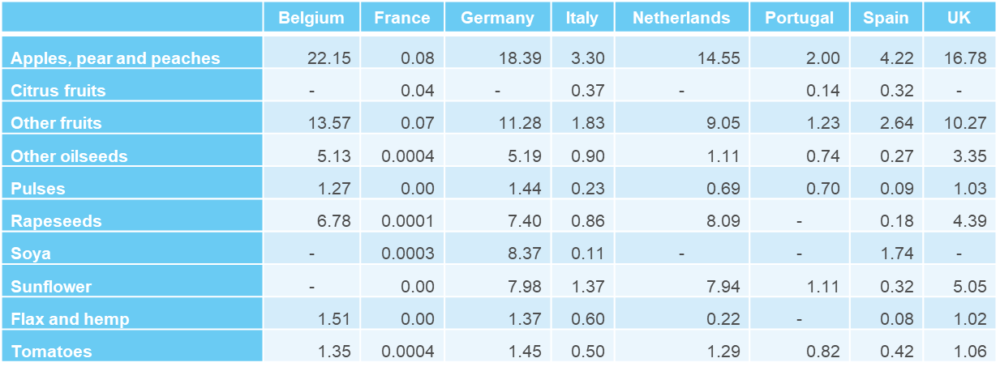 Belgium France Germany Italy Netherlands Portugal Spain UK
Apples, pear and peaches 22.15 0.08 18.39 3.30 14.55 2.00 4.22 16.78
Citrus fruits - 0.04 - 0.37 - 0.14 0.32 -
Other fruits 13.57 0.07 11.28 1.83 9.05 1.23 2.64 10.27
Other oilseeds 5.13 0.0004 5.19 0.90 1.11 0.74 0.27 3.35
Pulses 1.27 0.00 1.44 0.23 0.69 0.70 0.09 1.03
Rapeseeds 6.78 0.0001 7.40 0.86 8.09 - 0.18 4.39
Soya - 0.0003 8.37 0.11 - - 1.74 -
Sunflower - 0.00 7.98 1.37 7.94 1.11 0.32 5.05
Flax and hemp 1.51 0.00 1.37 0.60 0.22 - 0.08 1.02
Tomatoes 1.35 0.0004 1.45 0.50 1.29 0.82 0.42 1.06